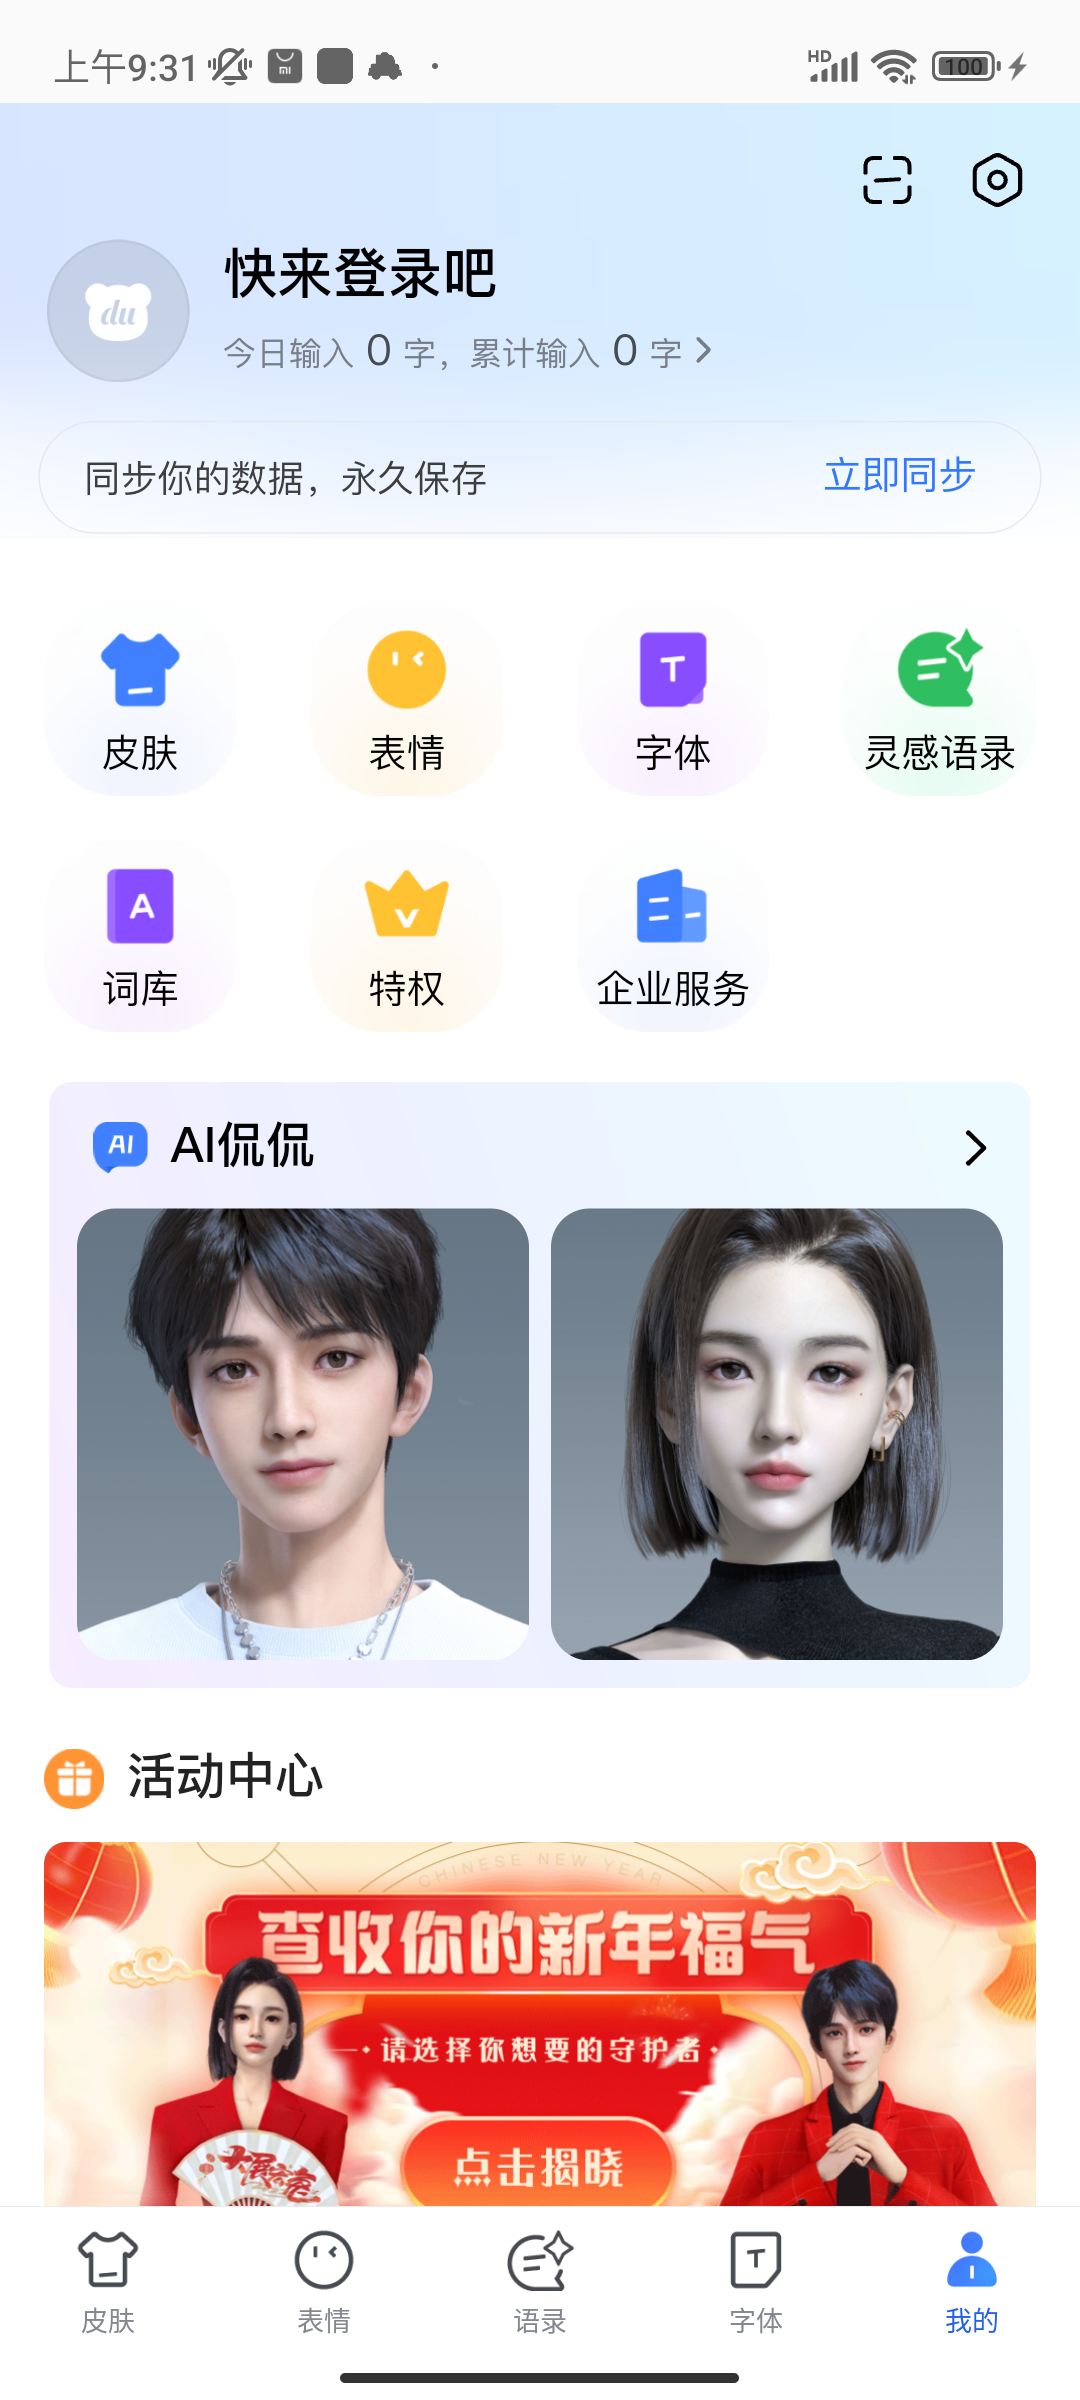 上午9:31
HD
100
mi
快来登录吧
du
今日输入 0 字，累计输入 0 字
同步你的数据，永久保存 立即同步
T
皮肤 表情 字体 灵感语录
A
词库 特权 企业服务
AI AI侃侃
活动中心
CHINESE NEW YEAR
查收你的新年福气
请选择你想要的守护者
点击揭晓
T
皮肤 表情 语录 字体 我的